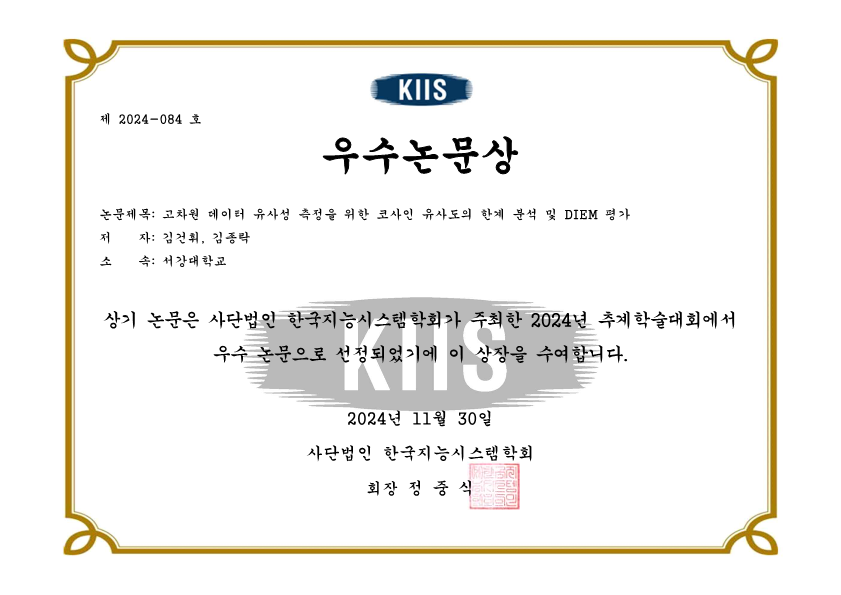 KIIS
제 2024-084 호
우수논문상
논문제목: 고차원 데이터 유사성 측정을 위한 코사인 유사도의 한계 분석 및 DIEM 평가
저 자: 김건휘, 김종락
소 속: 서강대학교
상기 논문은 사단법인 한국지능시스템학회가 주최한 2024년 추계학술대회에서
우수 논문으로 선정되었기에 이 상장을 수여합니다.
KIIS
2024년 11월 30일
사단법인 한국지능시스템학회
회장 정 중 식